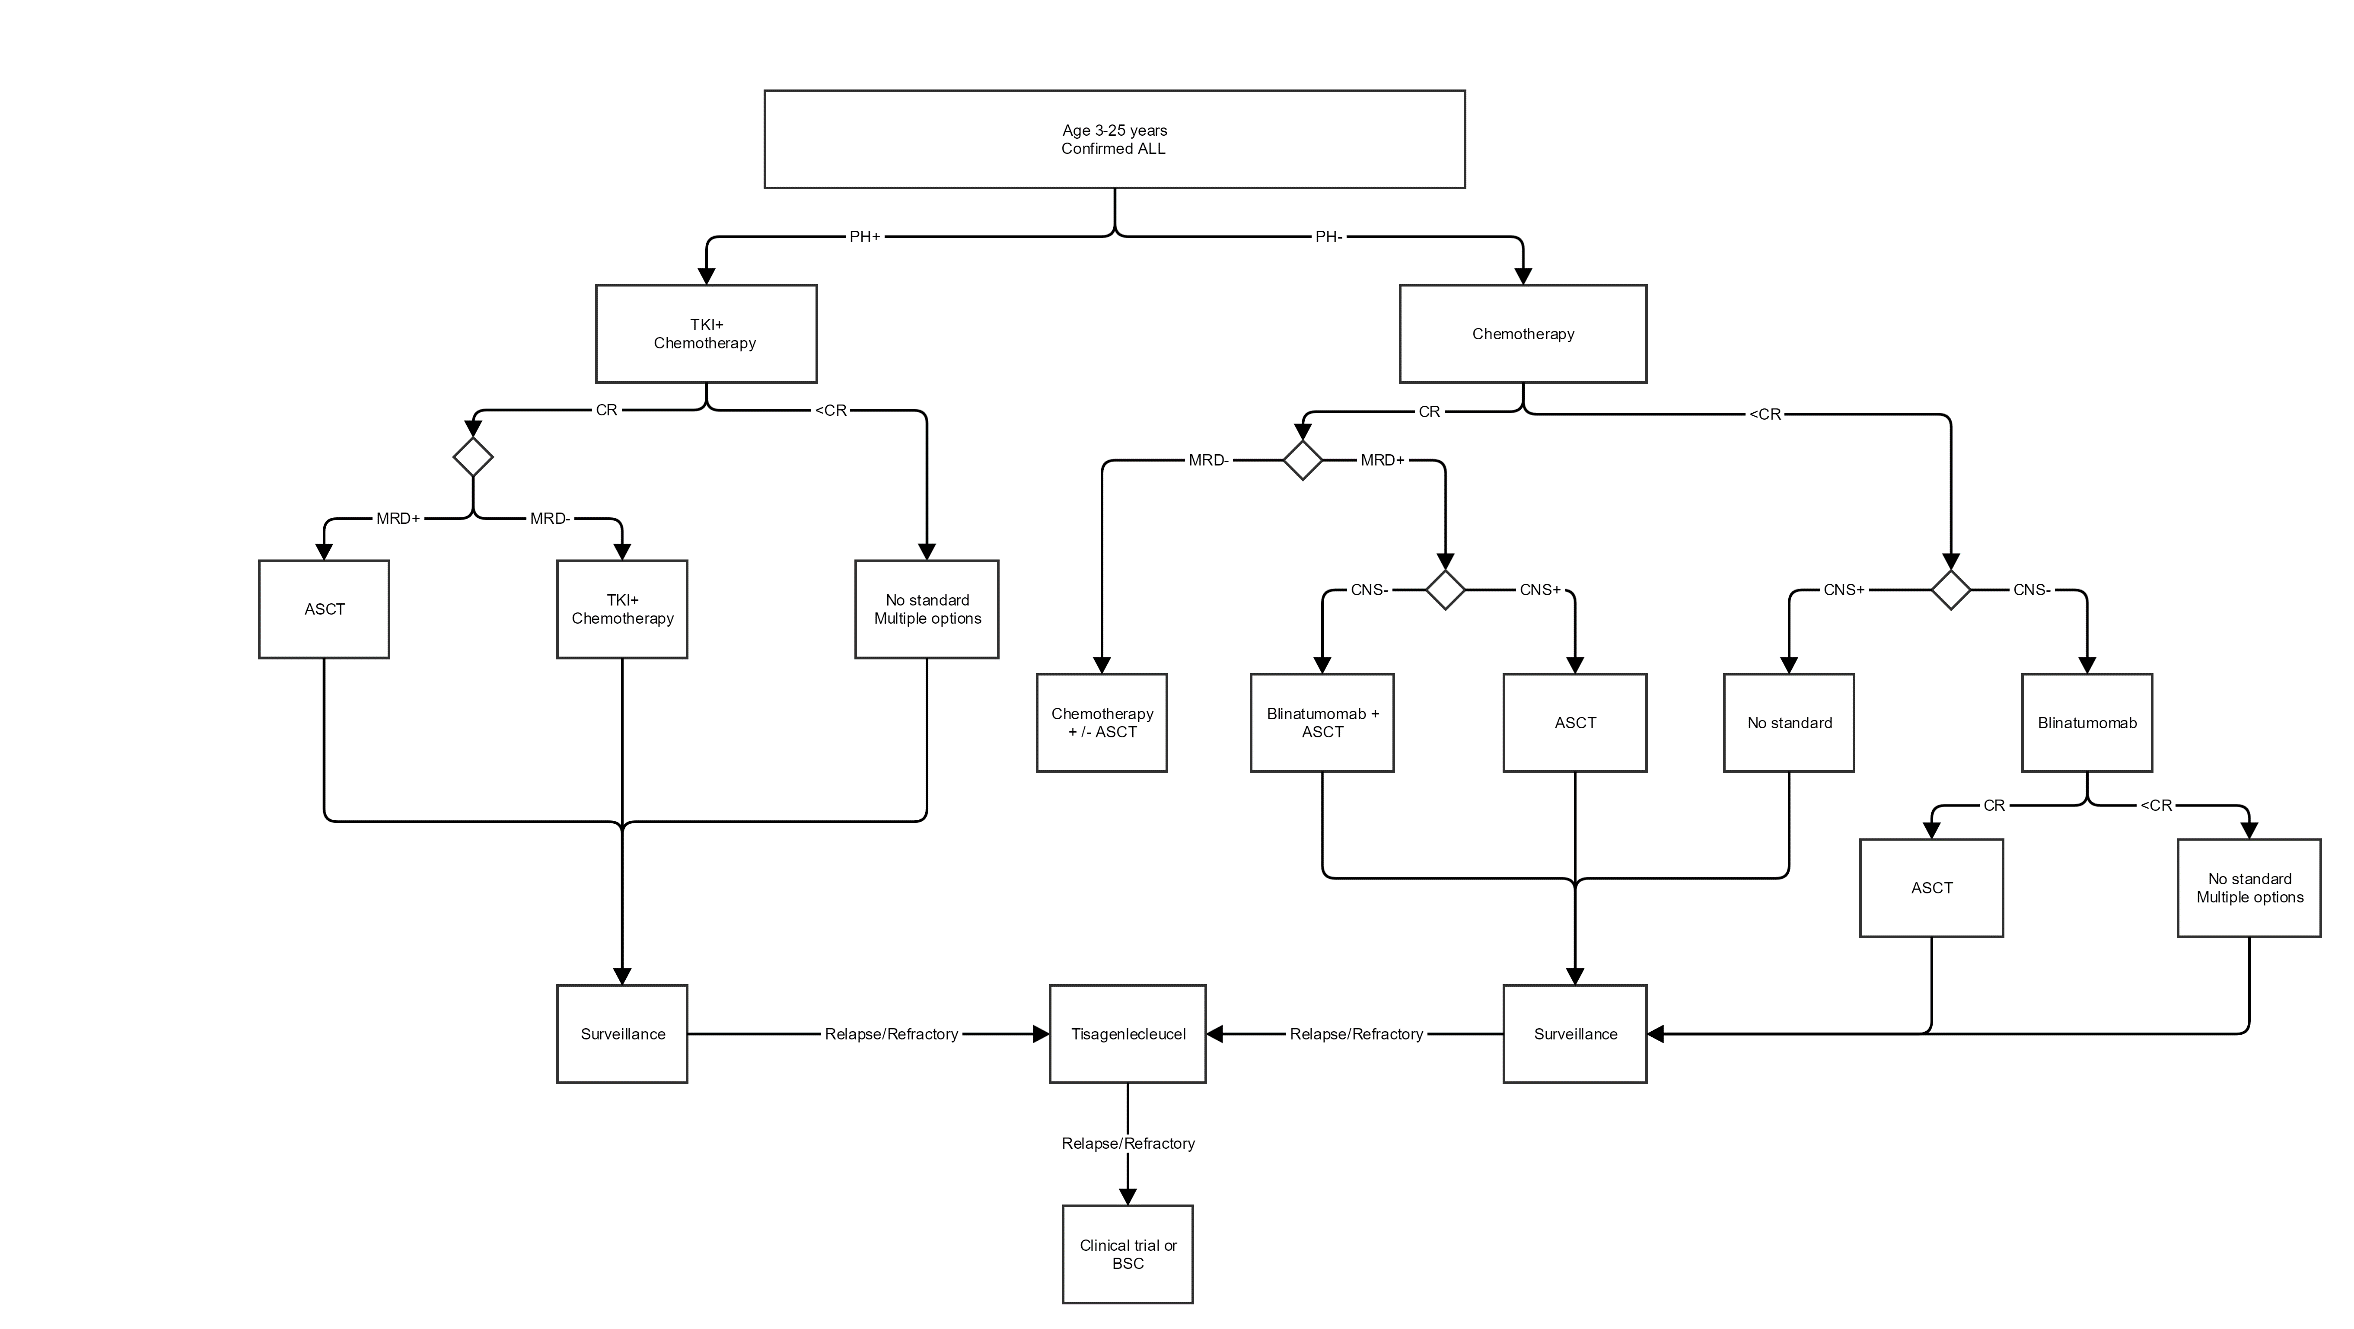 Age 3-25 years
Confirmed ALL
PH+
PH-
TKI+
Chemotherapy
Chemotherapy
CR
<CR
CR
<CR
MRD-
MRD+
MRD+
MRD-
CNS-
CNS+
CNS+
CNS-
ASCT
TKI+
Chemotherapy
No standard
Multiple options
Chemotherapy
+ /- ASCT
Blinatumomab +
ASCT
ASCT
No standard
Blinatumomab
CR
<CR
ASCT
No standard
Multiple options
Surveillance
Relapse/Refractory
Tisagenlecleucel
Relapse/Refractory
Surveillance
Relapse/Refractory
Clinical trial or
BSC